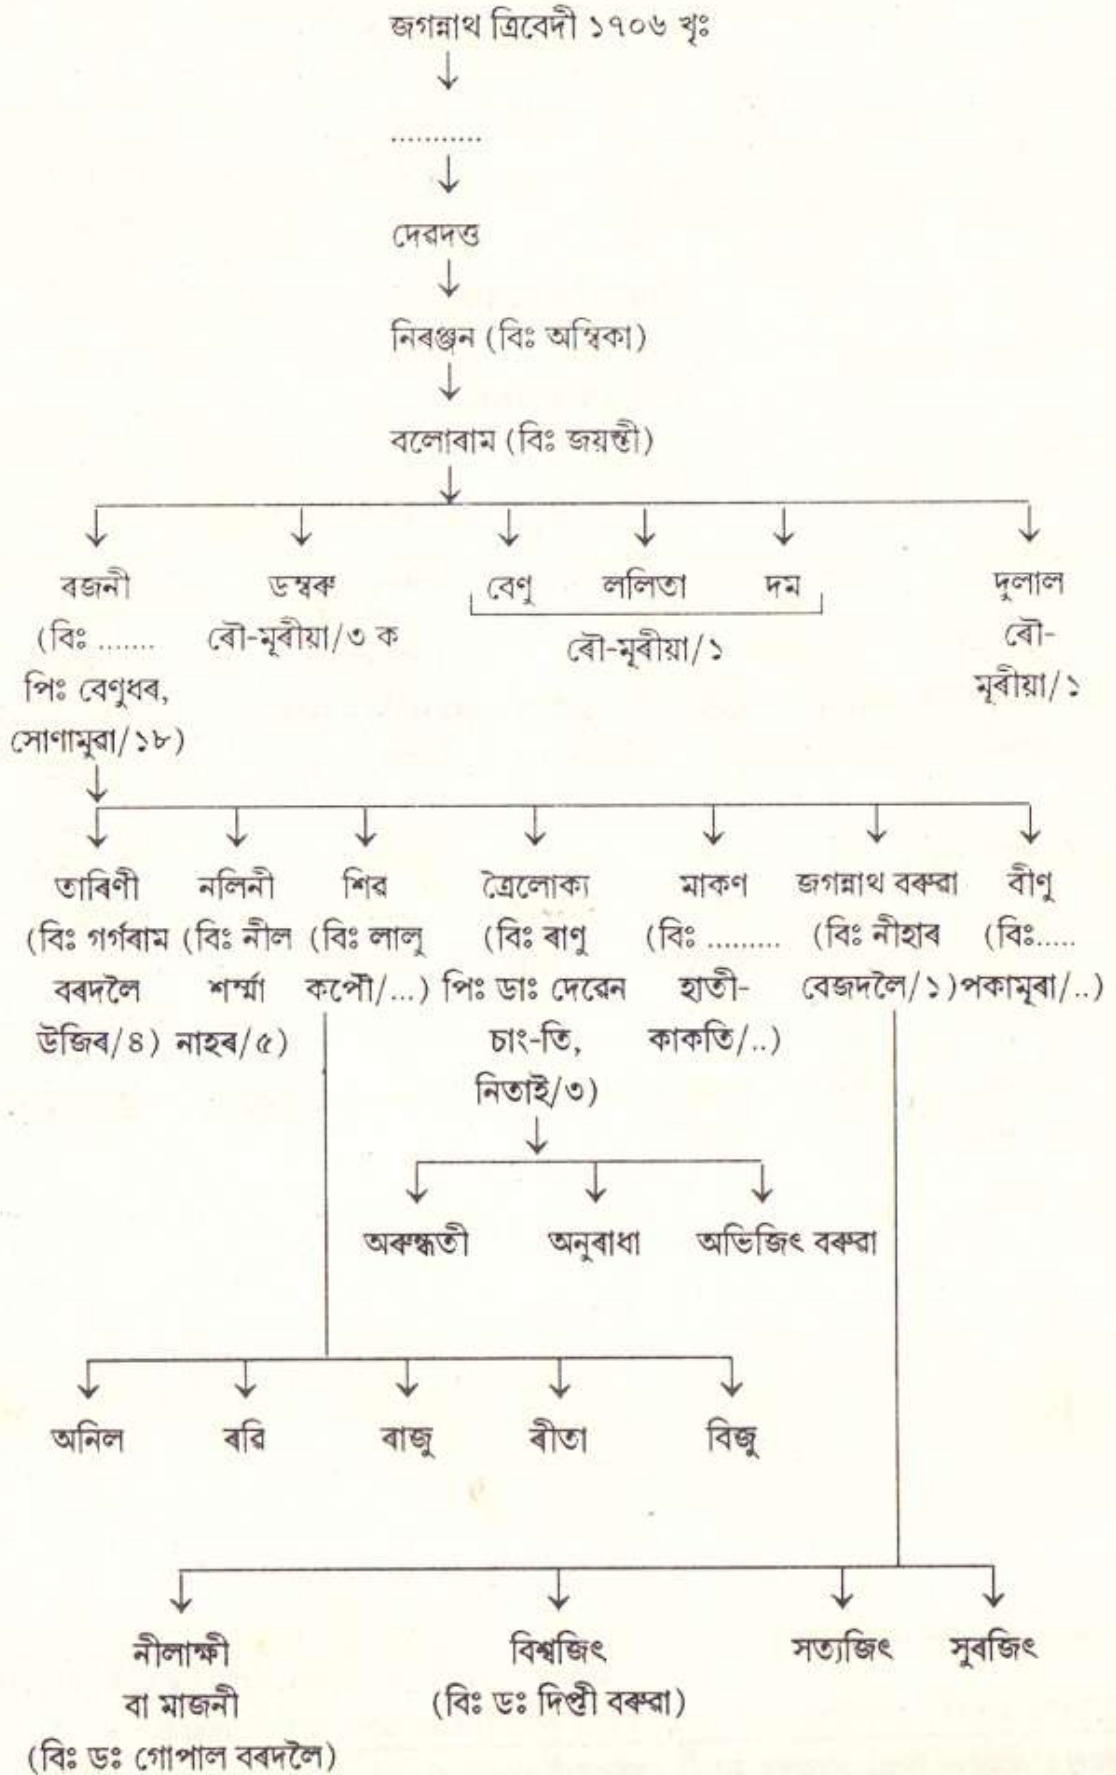 জগন্নাথ ত্ৰিবেদী ১৭০৬ খৃঃ
...........
দেৱদত্ত
নিৰঞ্জন (বিঃ অম্বিকা)
বলোৰাম (বিঃ জয়ন্তী)
ৰজনী ডম্বৰু বেণু ললিতা দম দুলাল
(বিঃ ....... ৰৌ-মূৰীয়া/৩ ক ৰৌ-মূৰীয়া/১ ৰৌ-
পিঃ বেণুধৰ, মূৰীয়া/১
সোণামুৱা/১৮)
তাৰিণী নলিনী শিৱ ত্ৰৈলোক্য মাকণ জগন্নাথ বৰুৱা বীণু
(বিঃ গৰ্গৰাম (বিঃ নীল (বিঃ লালু (বিঃ ৰাণু (বিঃ ......... (বিঃ নীহাৰ (বিঃ.....
বৰদলৈ শৰ্ম্মা কপৌ/...) পিঃ ডাঃ দেৱেন হাতী- বেজদলৈ/১) পকামূৰা/..)
উজিৰ/৪) নাহৰ/৫) চাং-তি, কাকতি/..)
নিতাই/৩)
অৰুন্ধতী অনুৰাধা অভিজিৎ বৰুৱা
অনিল ৰবি ৰাজু ৰীতা বিজু
নীলাক্ষী বিশ্বজিৎ সত্যজিৎ সুৰজিৎ
বা মাজনী (বিঃ ডঃ দিপ্তী বৰুৱা)
(বিঃ ডঃ গোপাল বৰদলৈ)